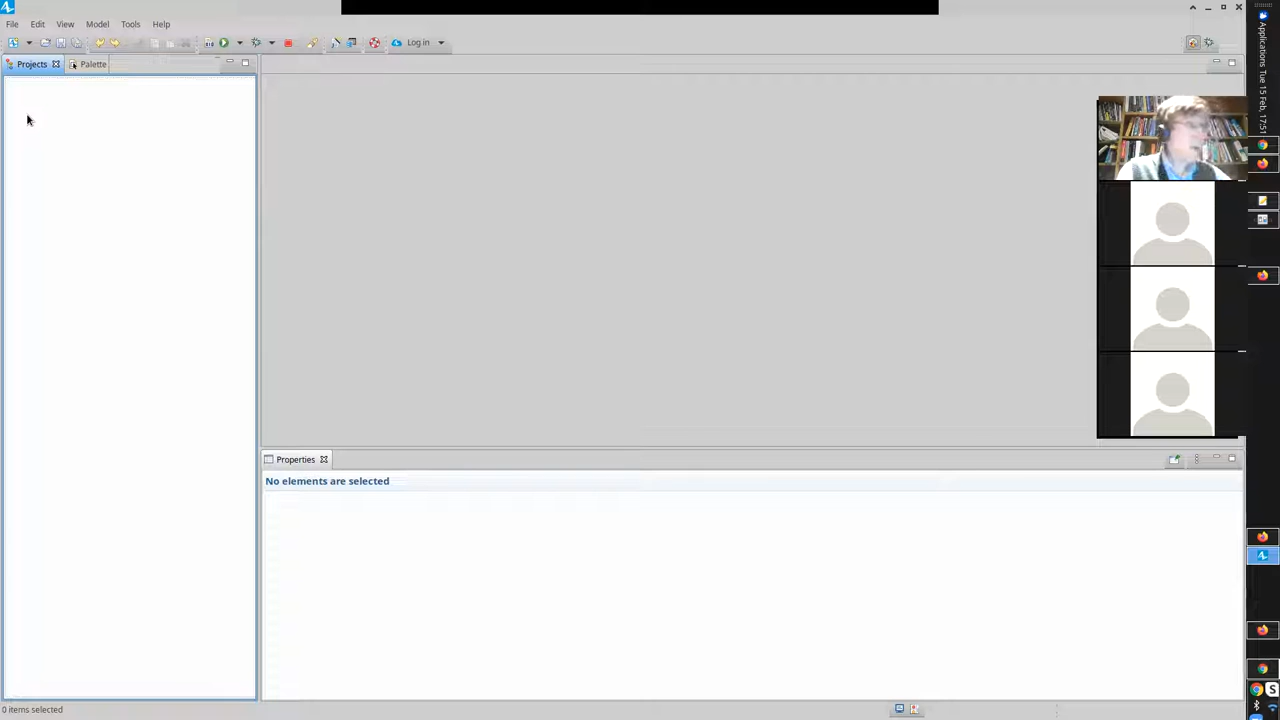 File Edit View Model Tools Help
Log in
Projects Palette
Properties
No elements are selected
0 items selected
Applications Tue 15 Feb, 17:51
S